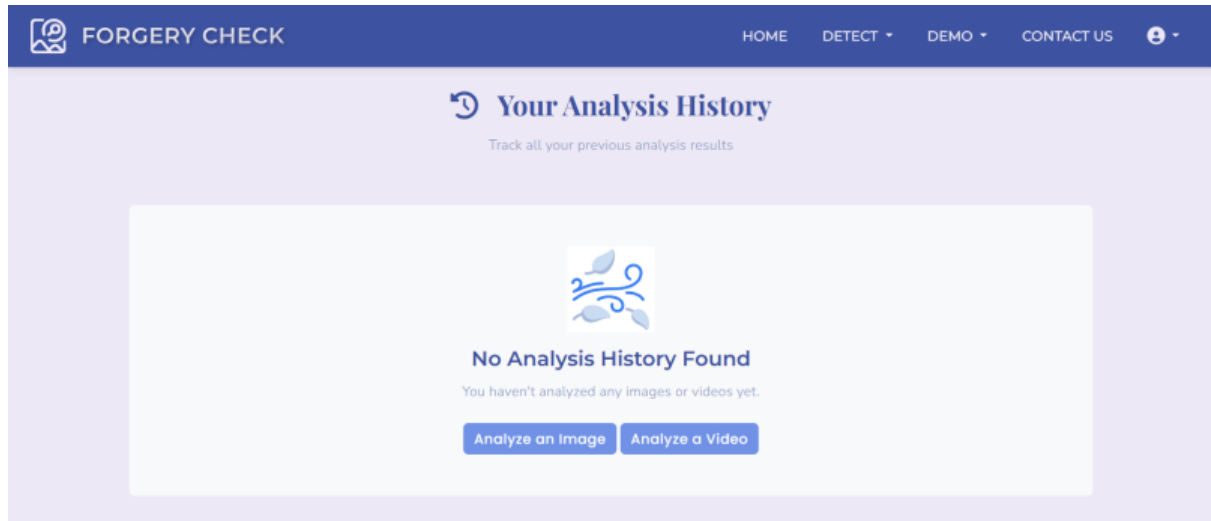 FORGERY CHECK
HOME DETECT DEMO CONTACT US
Your Analysis History
Track all your previous analysis results
No Analysis History Found
You haven't analyzed any images or videos yet.
Analyze an Image Analyze a Video